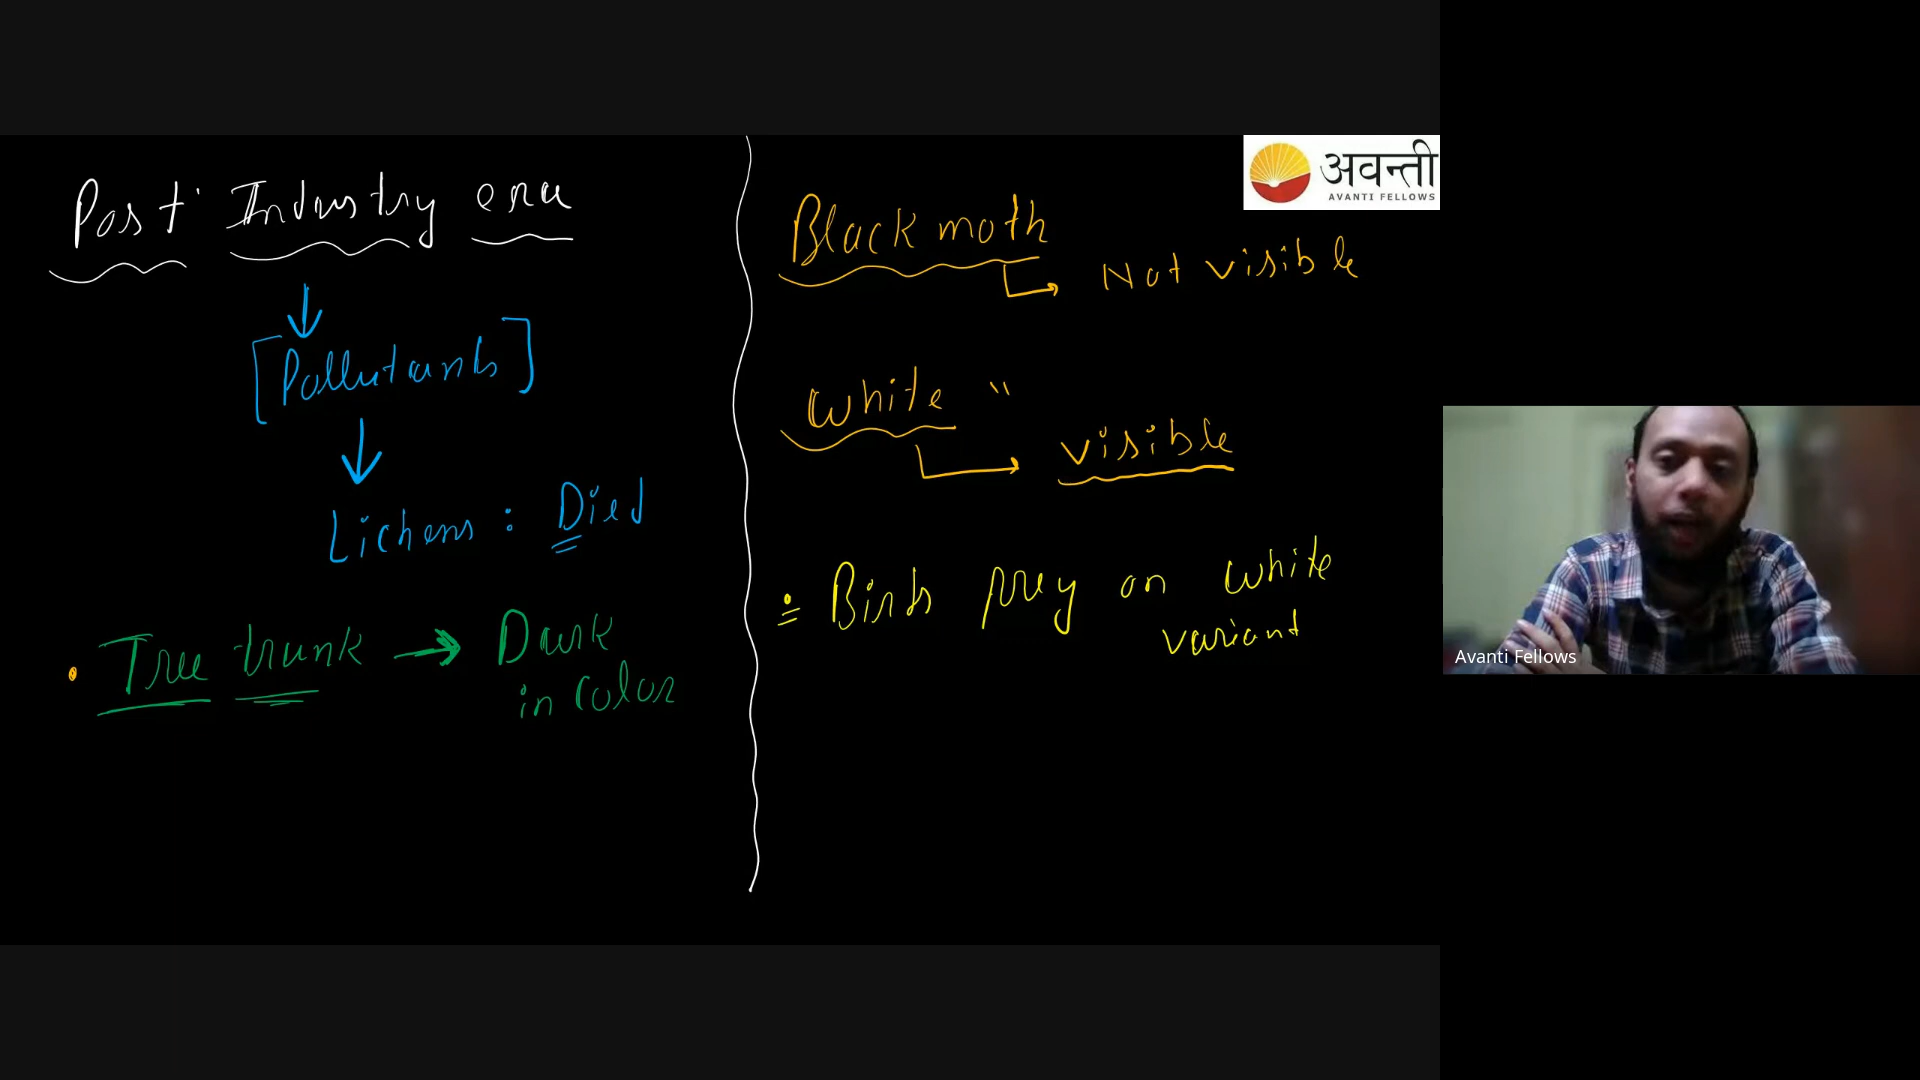 Post Industry era
[Pollutants]
Lichens : Died
• Tree trunk → Dark
in color
Black moth
Not visible
White "
visible
Birds prey on white
variant
अवन्ती
AVANTI FELLOWS
Avanti Fellows